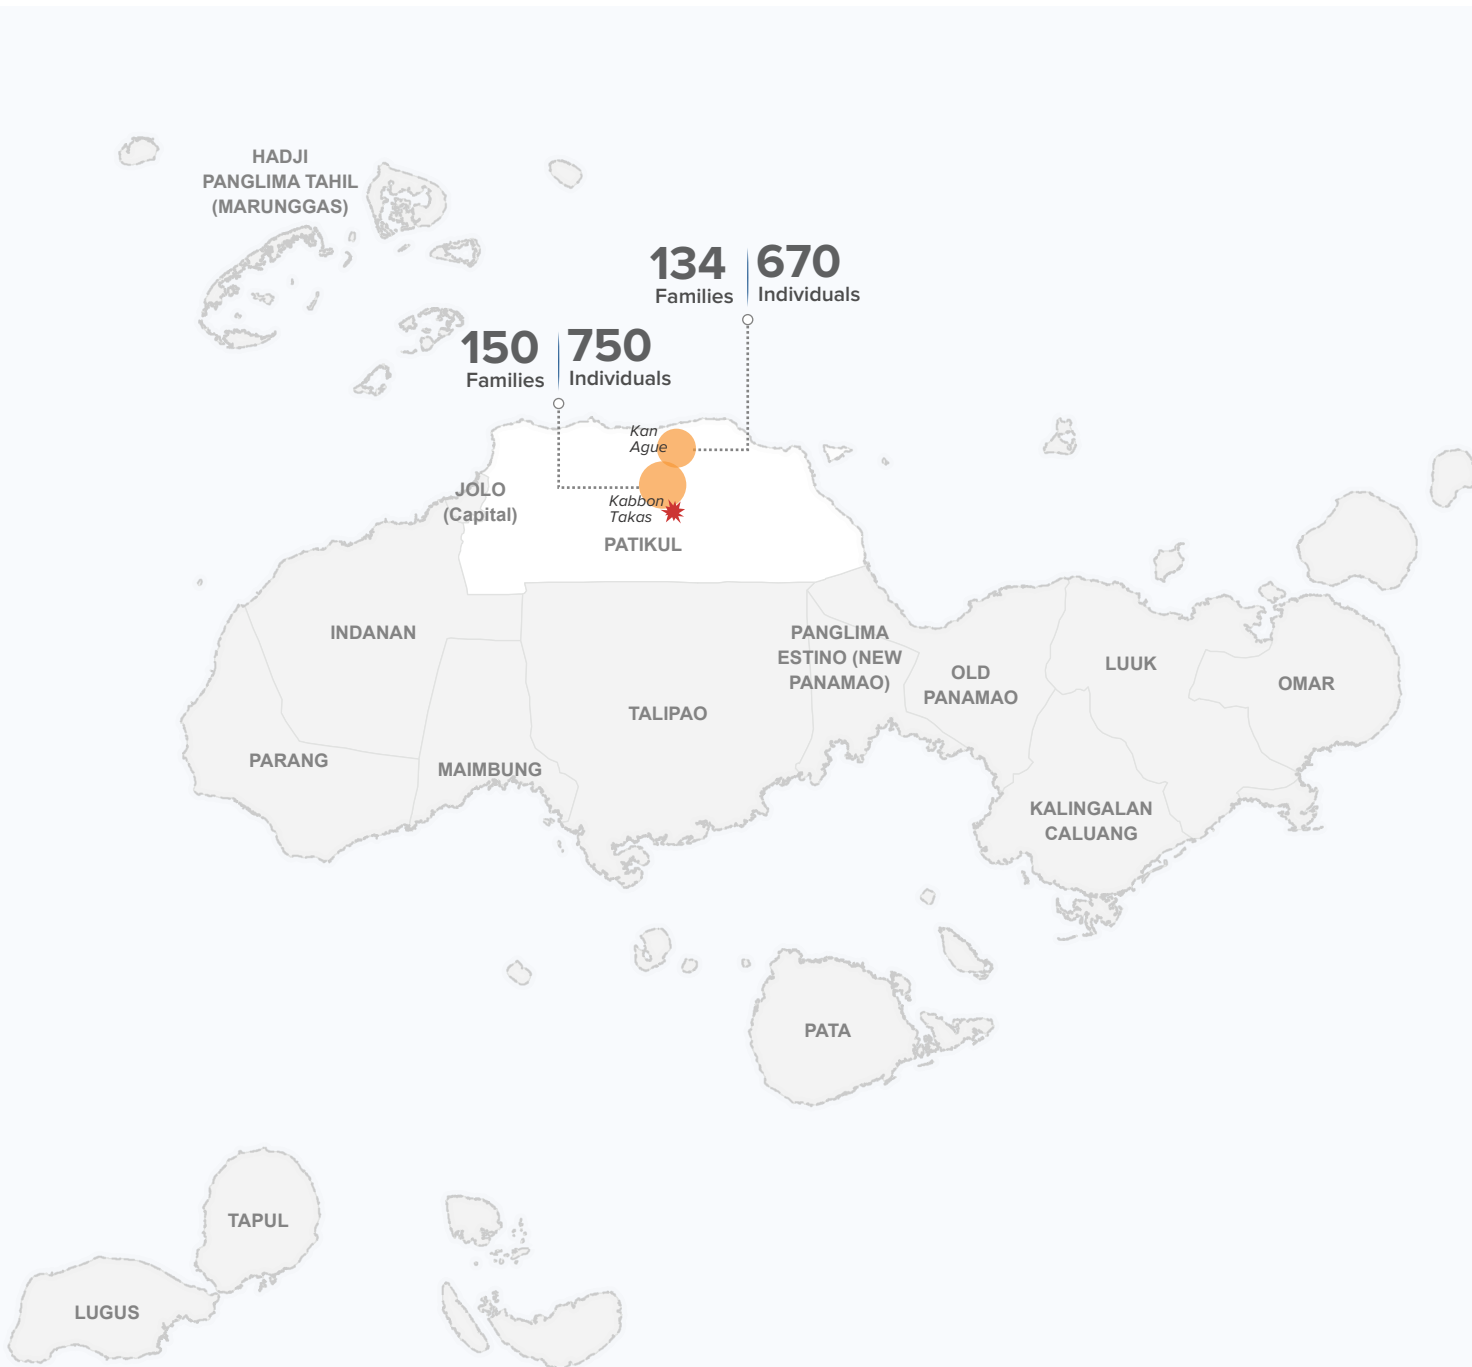 HADJI
PANGLIMA TAHIL
(MARUNGGAS)
134
Families
670
Individuals
150
Families
750
Individuals
Kan
Ague
Kabbon
Takas
JOLO
(Capital)
PATIKUL
INDANAN
PANGLIMA
ESTINO (NEW
PANAMAO)
OLD
PANAMAO
LUUK
OMAR
TALIPAO
PARANG
MAIMBUNG
KALINGALAN
CALUANG
PATA
TAPUL
LUGUS